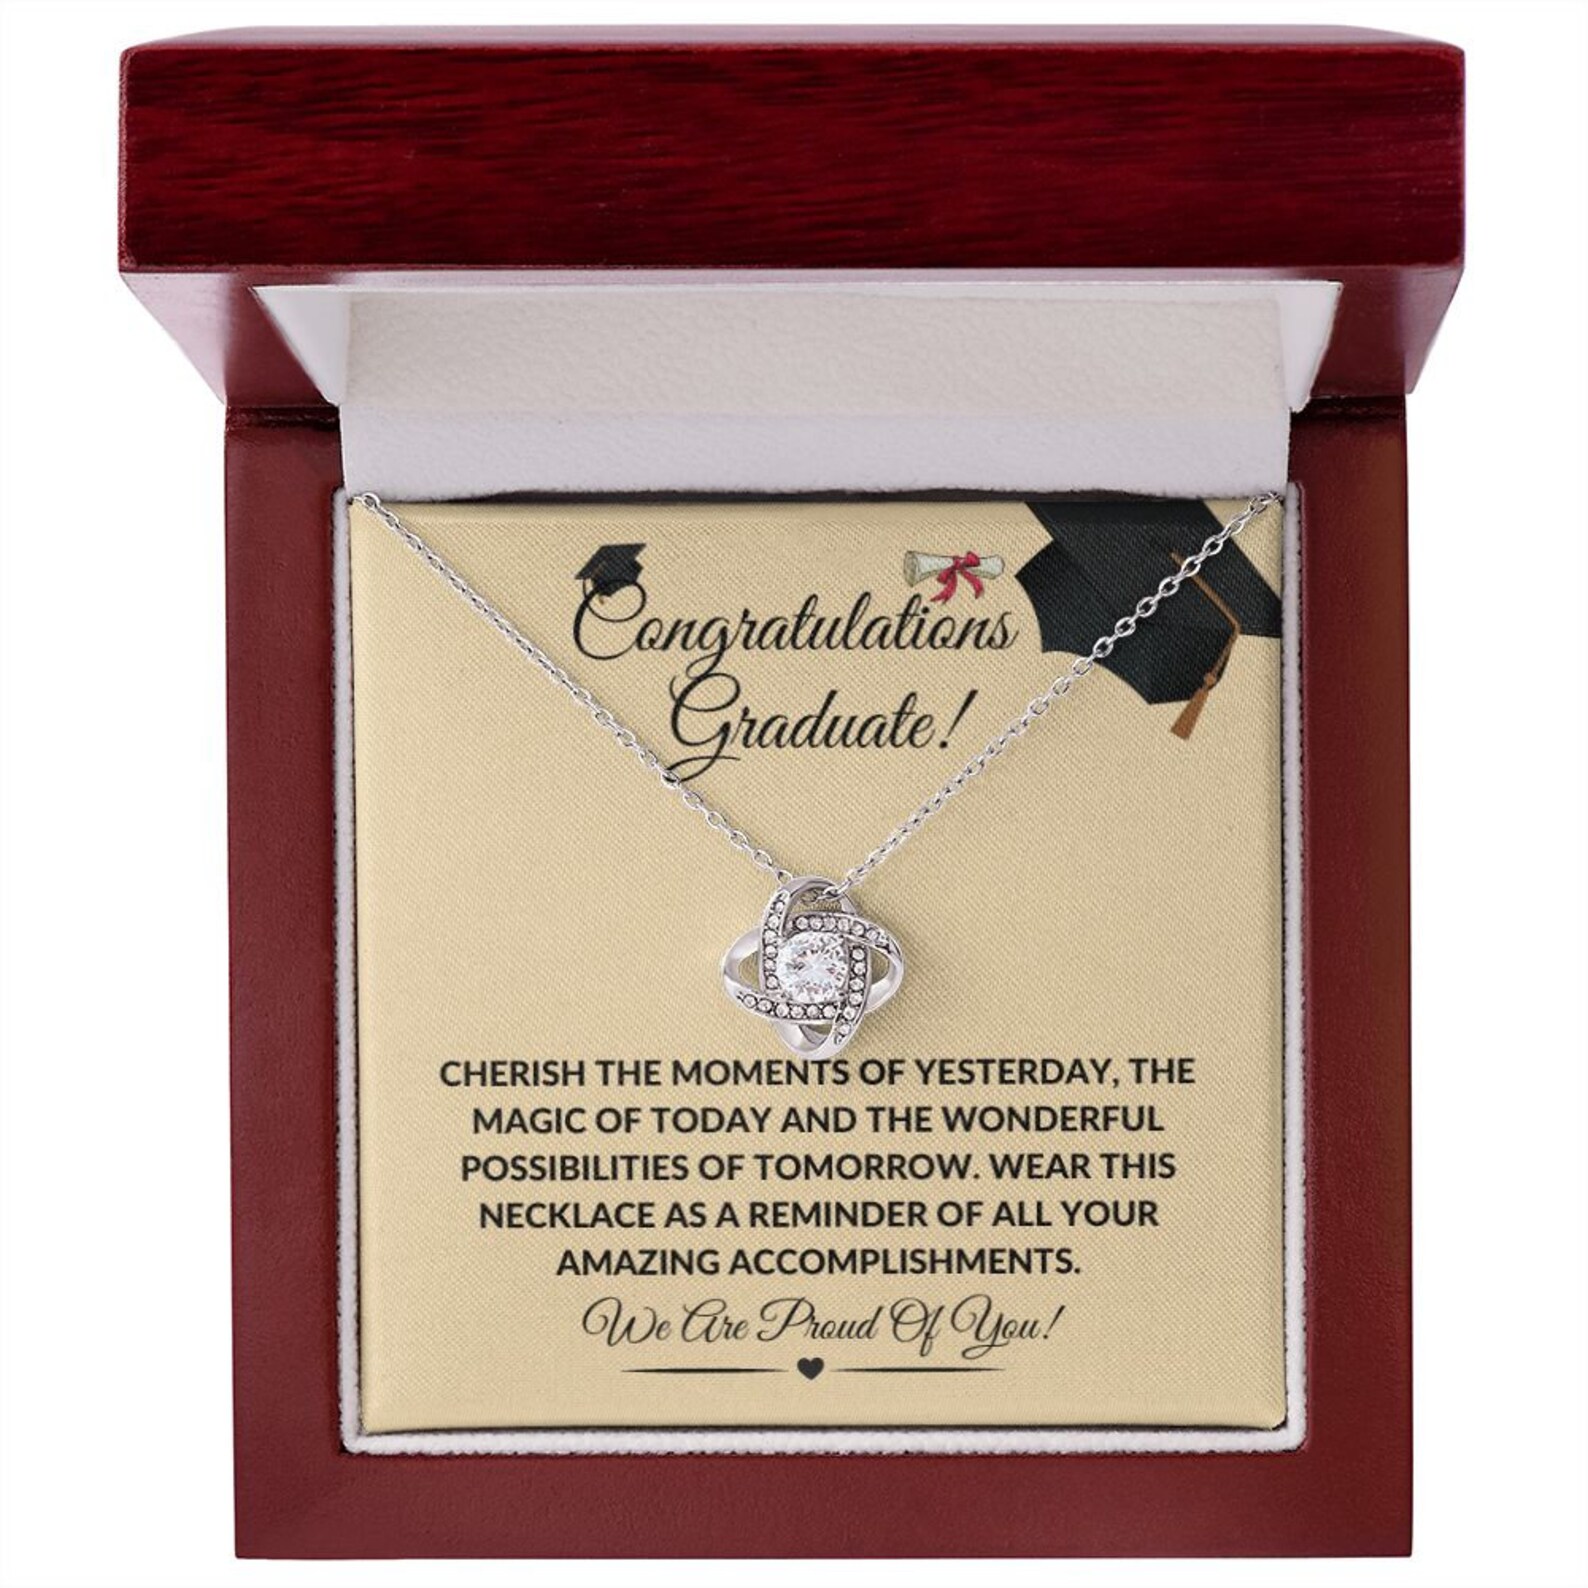 Congratulations
Graduate!
CHERISH THE MOMENTS OF YESTERDAY, THE
MAGIC OF TODAY AND THE WONDERFUL
POSSIBILITIES OF TOMORROW. WEAR THIS
NECKLACE AS A REMINDER OF ALL YOUR
AMAZING ACCOMPLISHMENTS.
We Are Proud Of You!